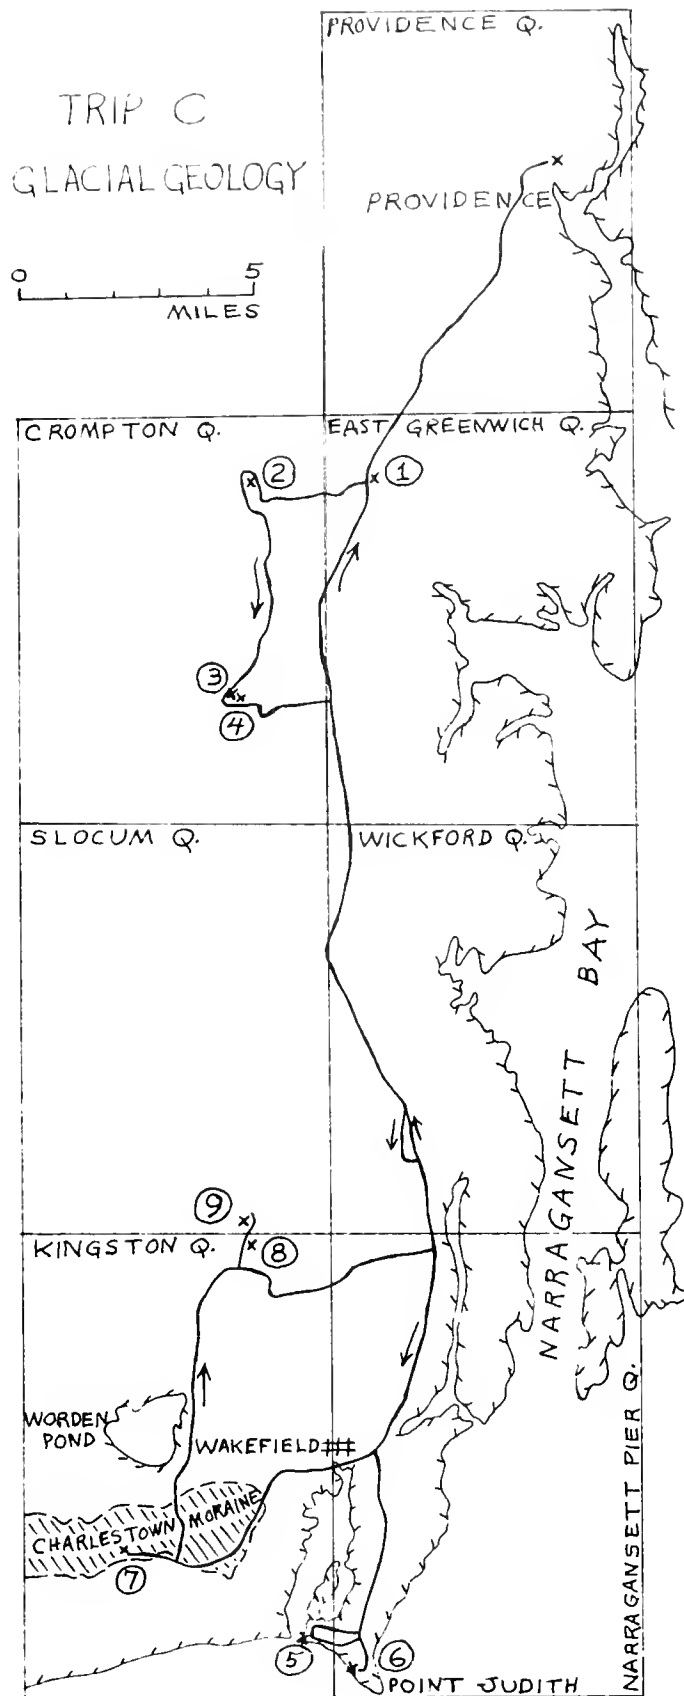 PROVIDENCE Q.
TRIP C
GLACIAL GEOLOGY
PROVIDENCE
0 5
MILES
CROMPTON Q.
EAST GREENWICH Q.
2
1
3
4
SLOCUM Q.
WICKFORD Q.
NARRAGANSETT BAY
9
KINGSTON Q.
8
WORDEN
POND
WAKEFIELD
CHARLESTOWN MORAINE
7
5
6
POINT JUDITH
NARRAGANSETT PIER Q.